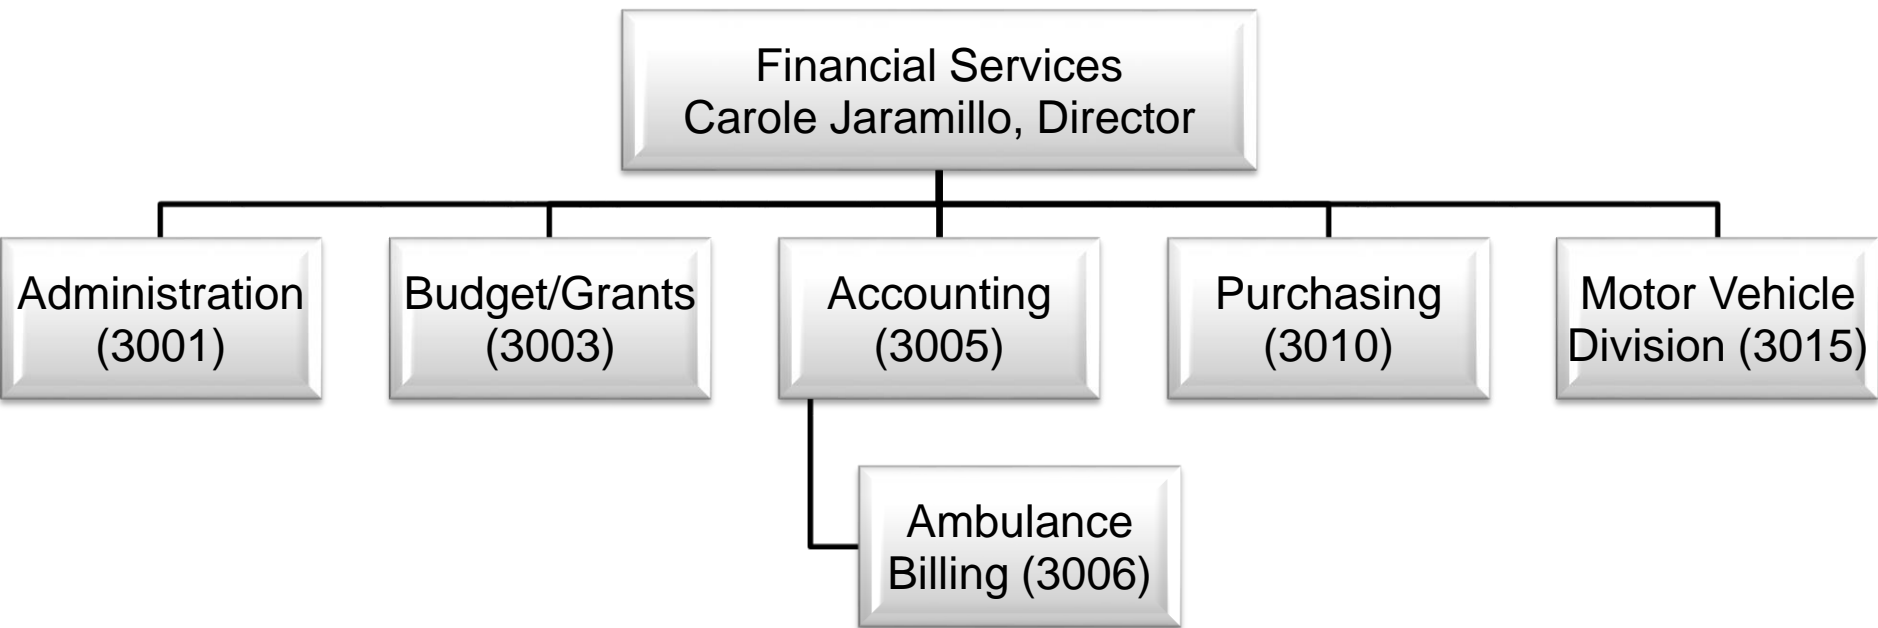 Financial Services
Carole Jaramillo, Director
Administration
(3001)
Budget/Grants
(3003)
Accounting
(3005)
Purchasing
(3010)
Motor Vehicle
Division (3015)
Ambulance
Billing (3006)